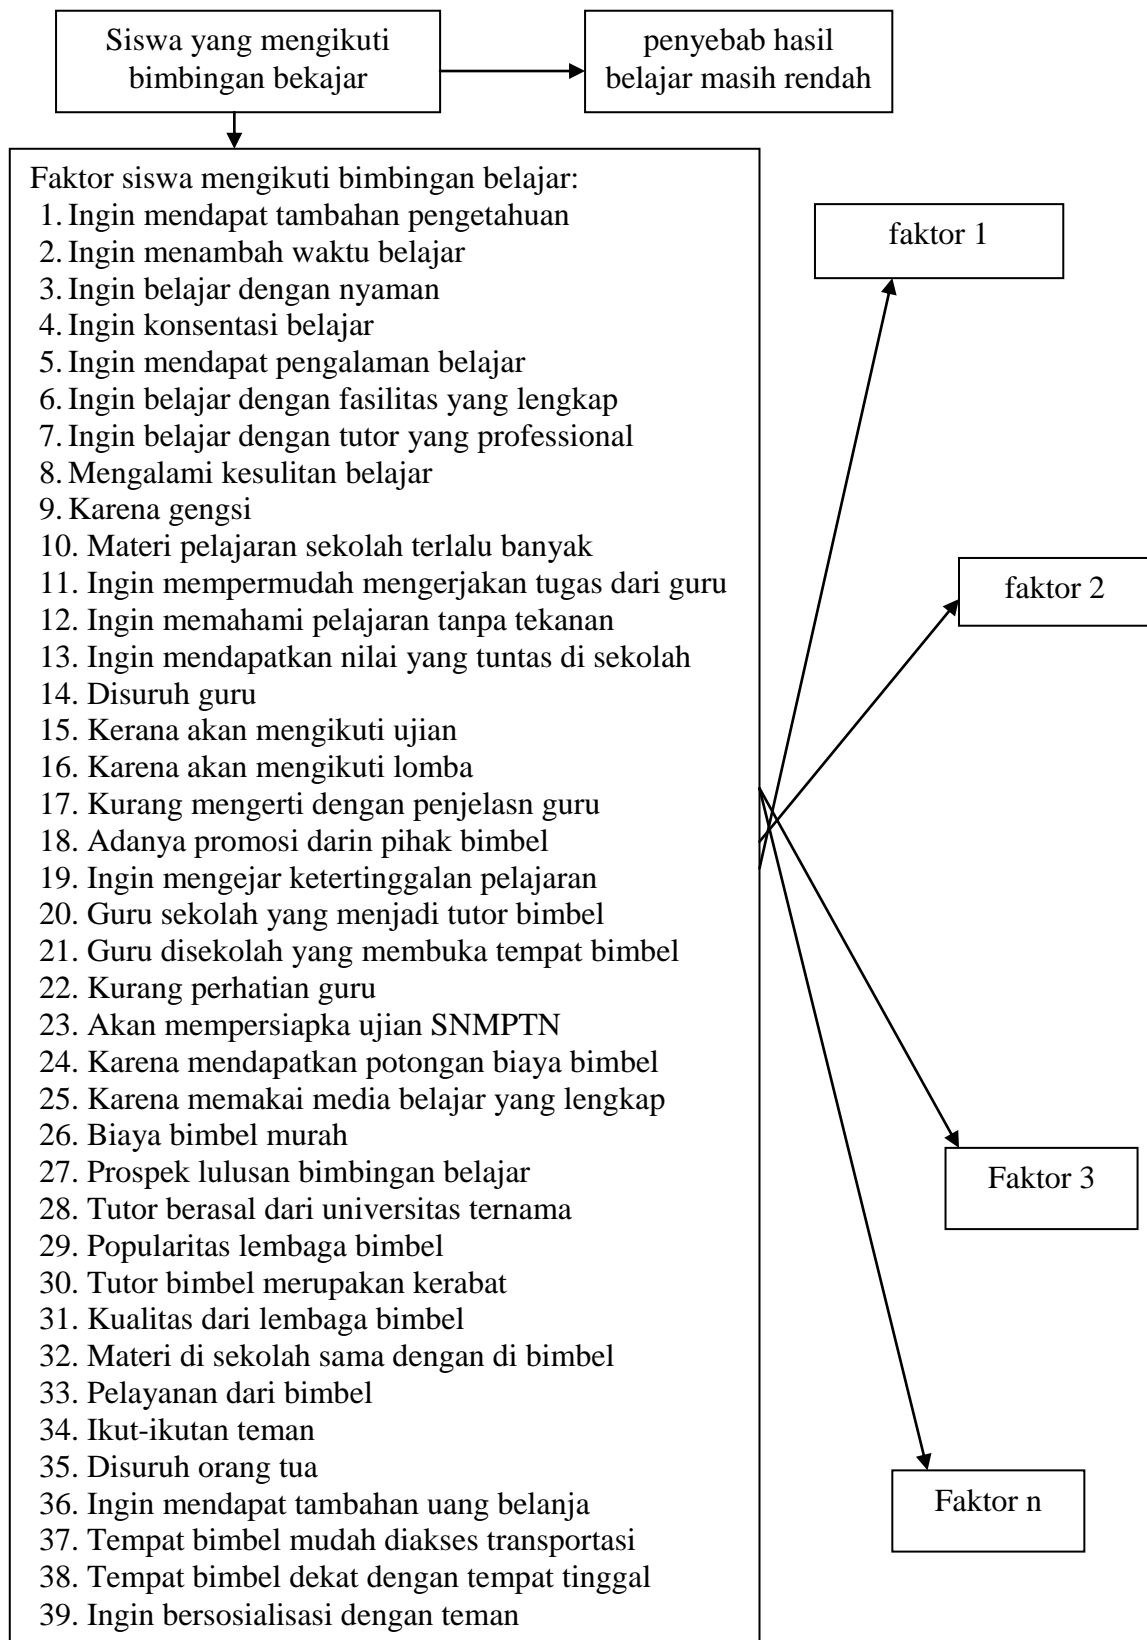 Siswa yang mengikuti
bimbingan bekajar
penyebab hasil
belajar masih rendah
Faktor siswa mengikuti bimbingan belajar:
1. Ingin mendapat tambahan pengetahuan
2. Ingin menambah waktu belajar
3. Ingin belajar dengan nyaman
4. Ingin konsentasi belajar
5. Ingin mendapat pengalaman belajar
6. Ingin belajar dengan fasilitas yang lengkap
7. Ingin belajar dengan tutor yang professional
8. Mengalami kesulitan belajar
9. Karena gengsi
10. Materi pelajaran sekolah terlalu banyak
11. Ingin mempermudah mengerjakan tugas dari guru
12. Ingin memahami pelajaran tanpa tekanan
13. Ingin mendapatkan nilai yang tuntas di sekolah
14. Disuruh guru
15. Kerana akan mengikuti ujian
16. Karena akan mengikuti lomba
17. Kurang mengerti dengan penjelasn guru
18. Adanya promosi darin pihak bimbel
19. Ingin mengejar ketertinggalan pelajaran
20. Guru sekolah yang menjadi tutor bimbel
21. Guru disekolah yang membuka tempat bimbel
22. Kurang perhatian guru
23. Akan mempersiapka ujian SNMPTN
24. Karena mendapatkan potongan biaya bimbel
25. Karena memakai media belajar yang lengkap
26. Biaya bimbel murah
27. Prospek lulusan bimbingan belajar
28. Tutor berasal dari universitas ternama
29. Popularitas lembaga bimbel
30. Tutor bimbel merupakan kerabat
31. Kualitas dari lembaga bimbel
32. Materi di sekolah sama dengan di bimbel
33. Pelayanan dari bimbel
34. Ikut-ikutan teman
35. Disuruh orang tua
36. Ingin mendapat tambahan uang belanja
37. Tempat bimbel mudah diakses transportasi
38. Tempat bimbel dekat dengan tempat tinggal
39. Ingin bersosialisasi dengan teman
faktor 1
faktor 2
Faktor 3
Faktor n